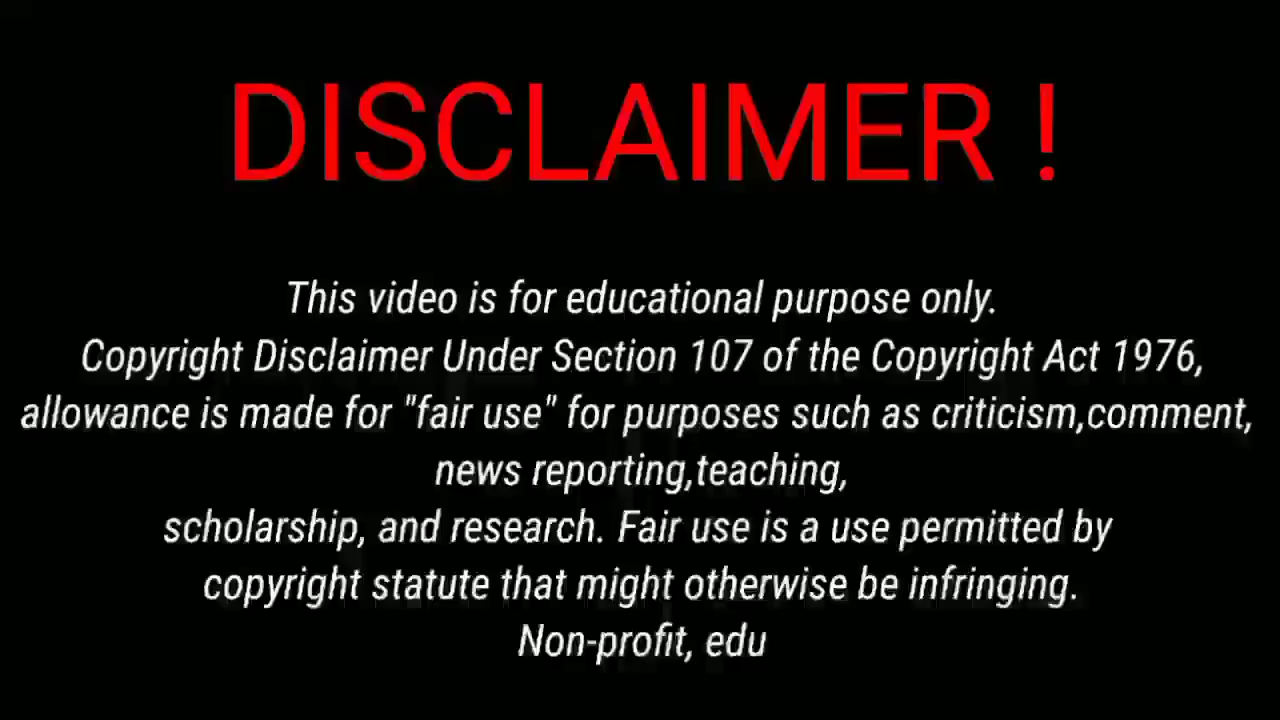 DISCLAIMER !
This video is for educational purpose only.
Copyright Disclaimer Under Section 107 of the Copyright Act 1976,
allowance is made for "fair use" for purposes such as criticism,comment,
news reporting,teaching,
scholarship, and research. Fair use is a use permitted by
copyright statute that might otherwise be infringing.
Non-profit, edu